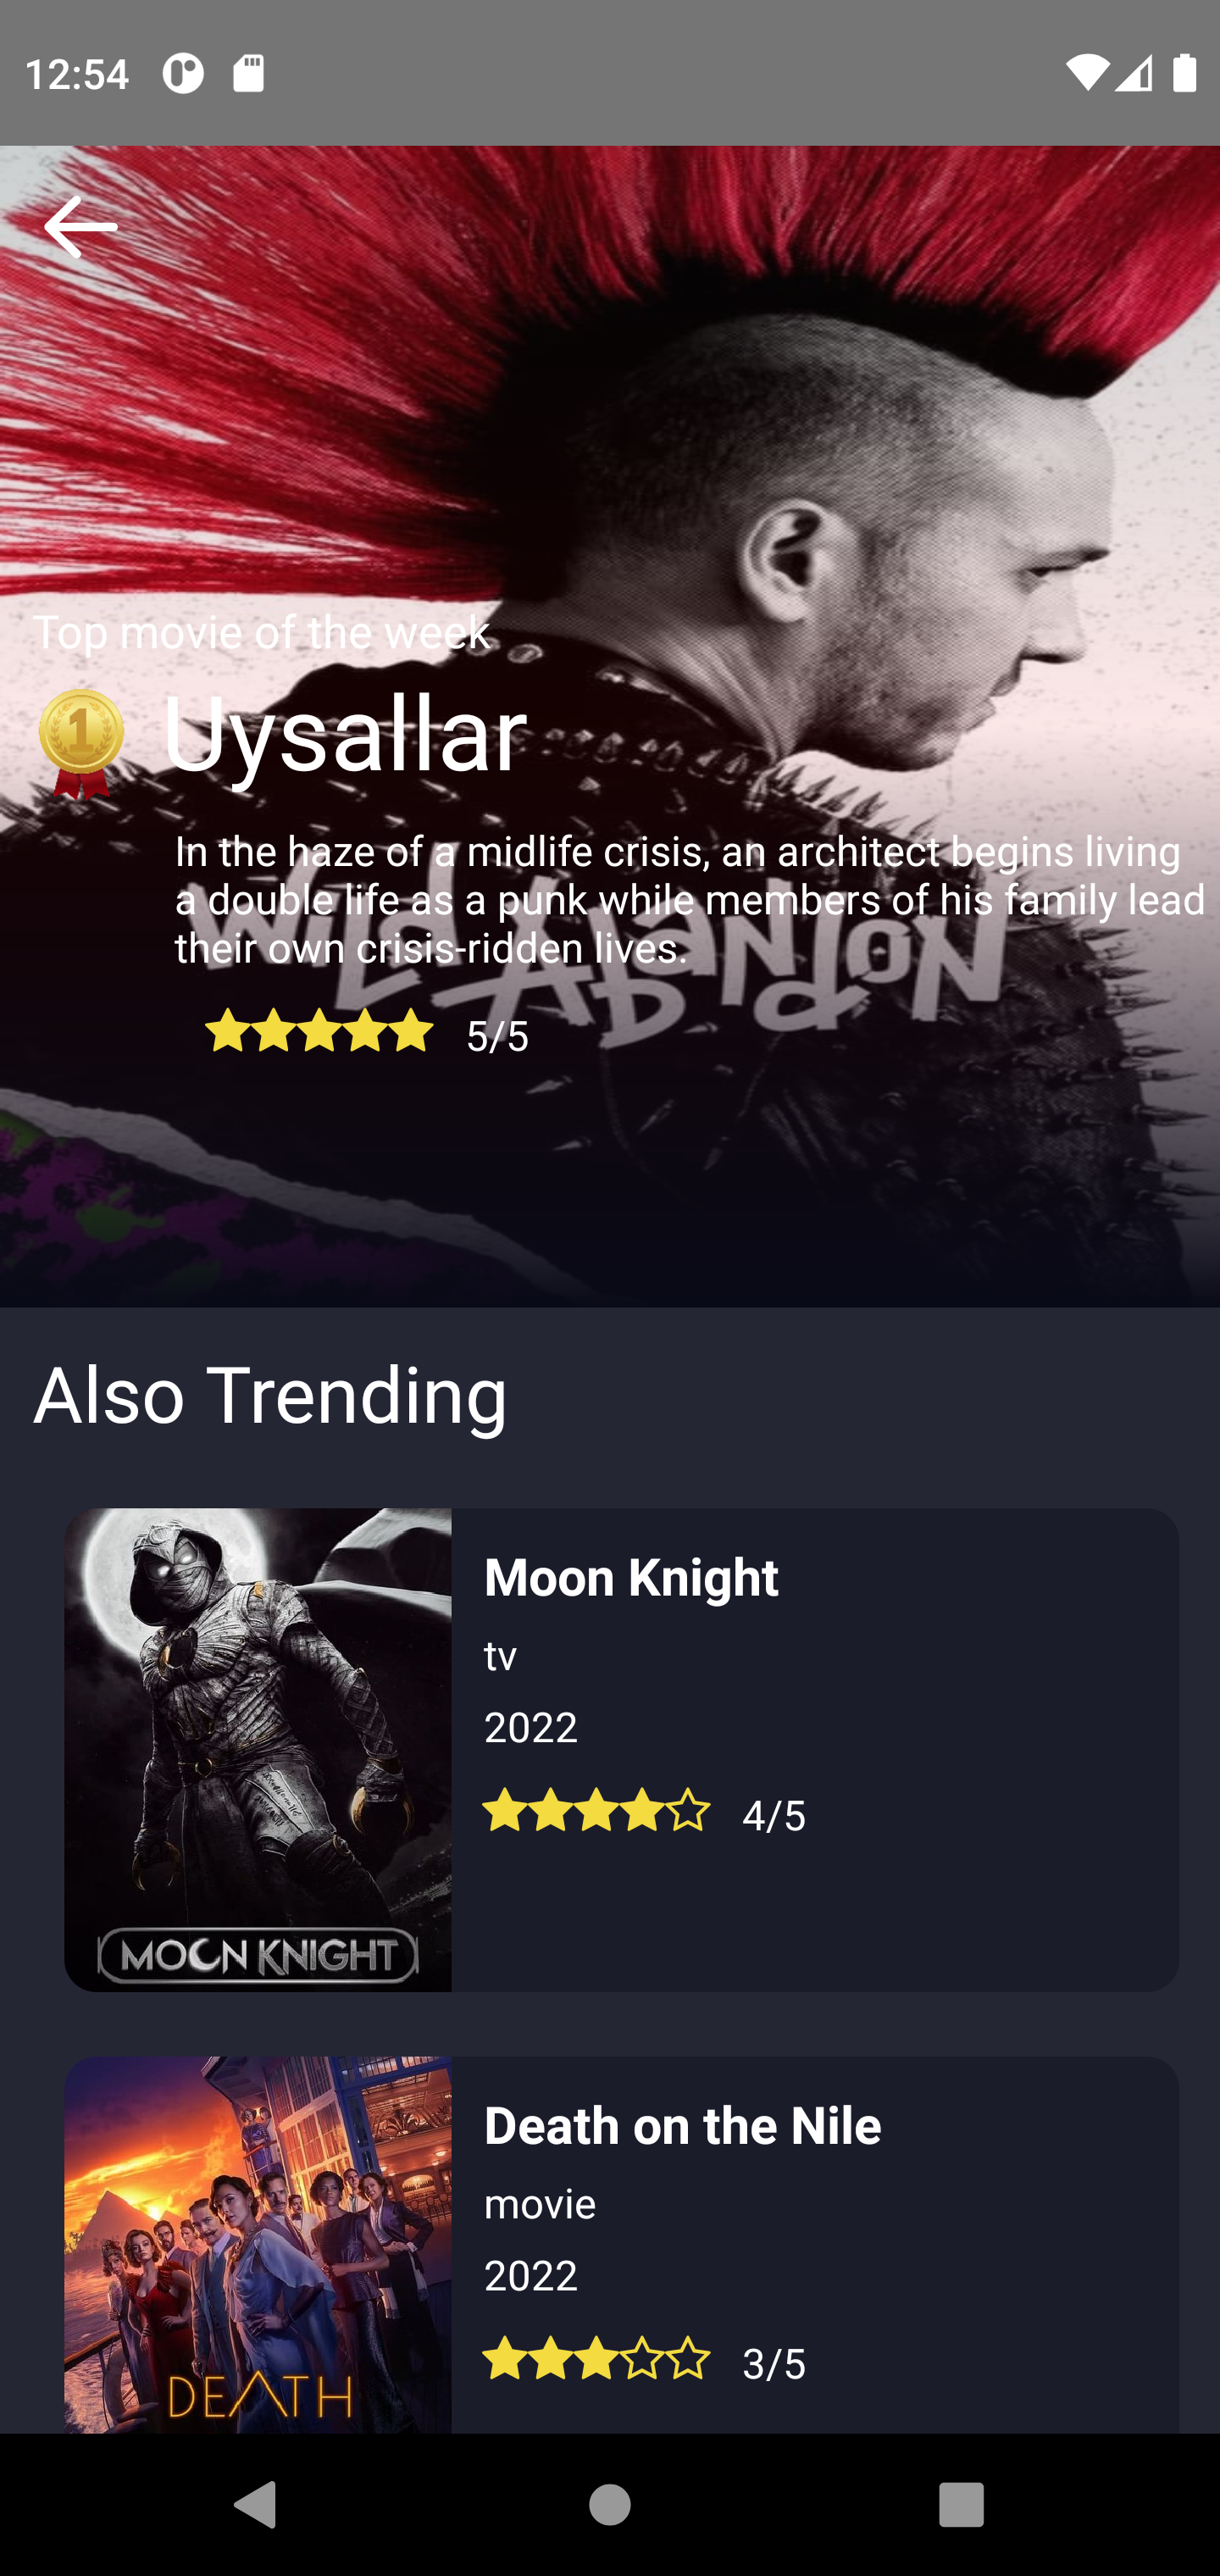 12:54
Top movie of the week
1
Uysallar
In the haze of a midlife crisis, an architect begins living
a double life as a punk while members of his family lead
their own crisis-ridden lives.
WiLd
ABANDON
5/5
Also Trending
Moon Knight
tv
2022
4/5
MOON KNIGHT
Death on the Nile
movie
2022
3/5
DEATH